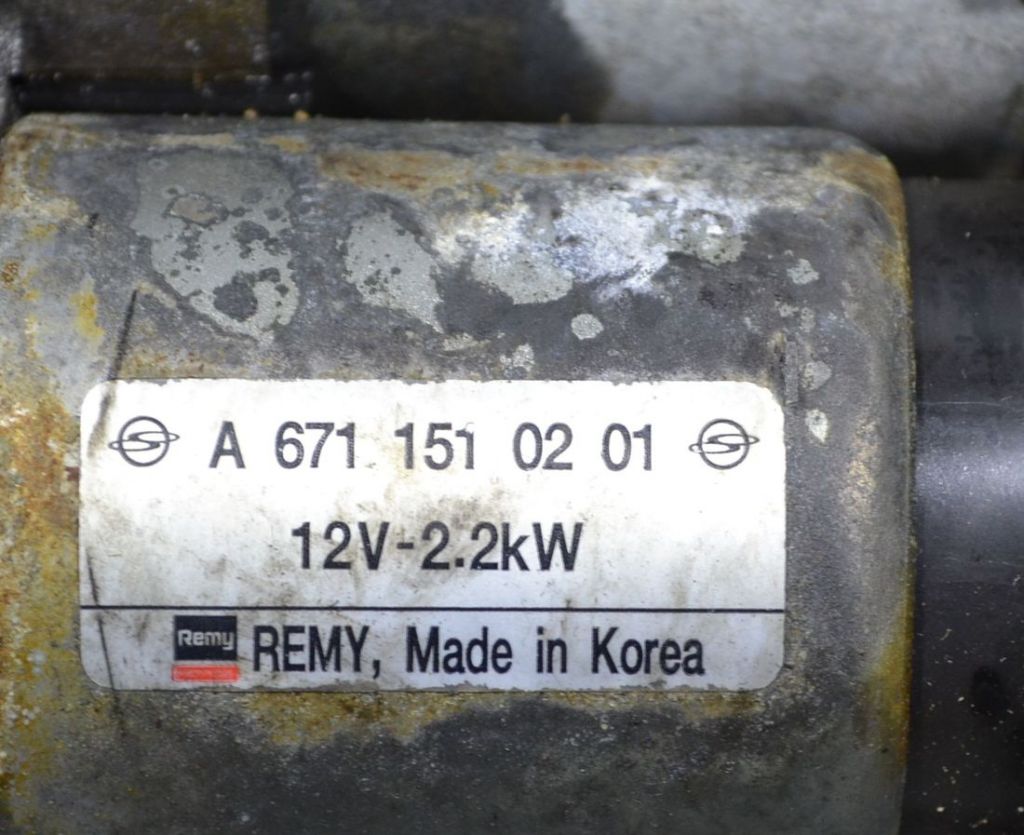 A 671 151 02 01
12V-2.2kW
Remy REMY, Made in Korea